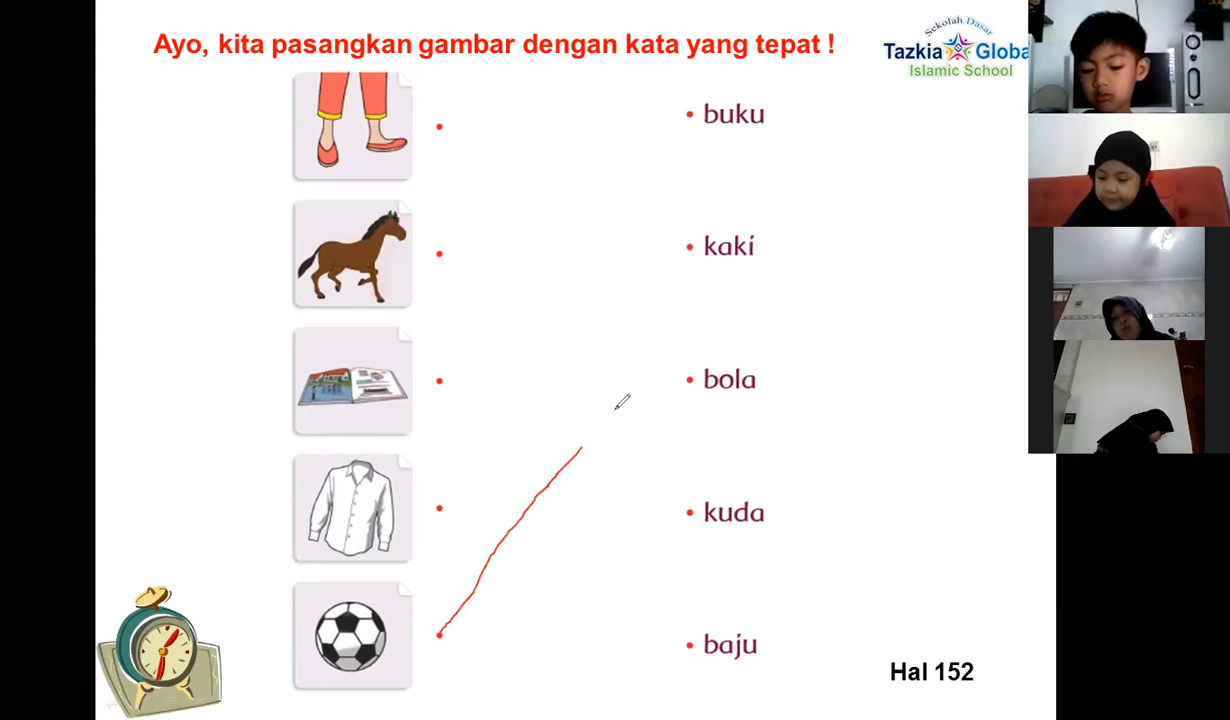 Ayo, kita pasangkan gambar dengan kata yang tepat !
Sekolah Dasar
Tazkia Globa
Islamic School
buku
kaki
bola
kuda
baju
Hal 152